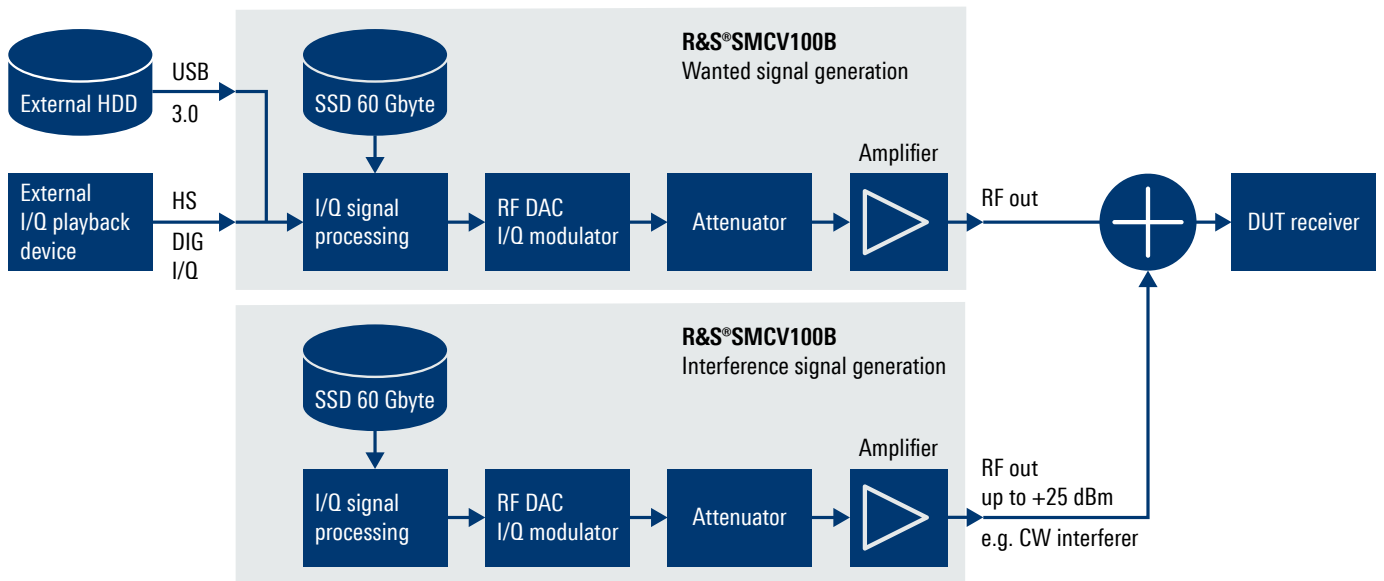 R&S®SMCV100B
Wanted signal generation
External HDD
USB
3.0
SSD 60 Gbyte
External
I/Q playback
device
HS
DIG
I/Q
I/Q signal
processing
RF DAC
I/Q modulator
Attenuator
Amplifier
RF out
DUT receiver
R&S®SMCV100B
Interference signal generation
SSD 60 Gbyte
I/Q signal
processing
RF DAC
I/Q modulator
Attenuator
Amplifier
RF out
up to +25 dBm
e.g. CW interferer